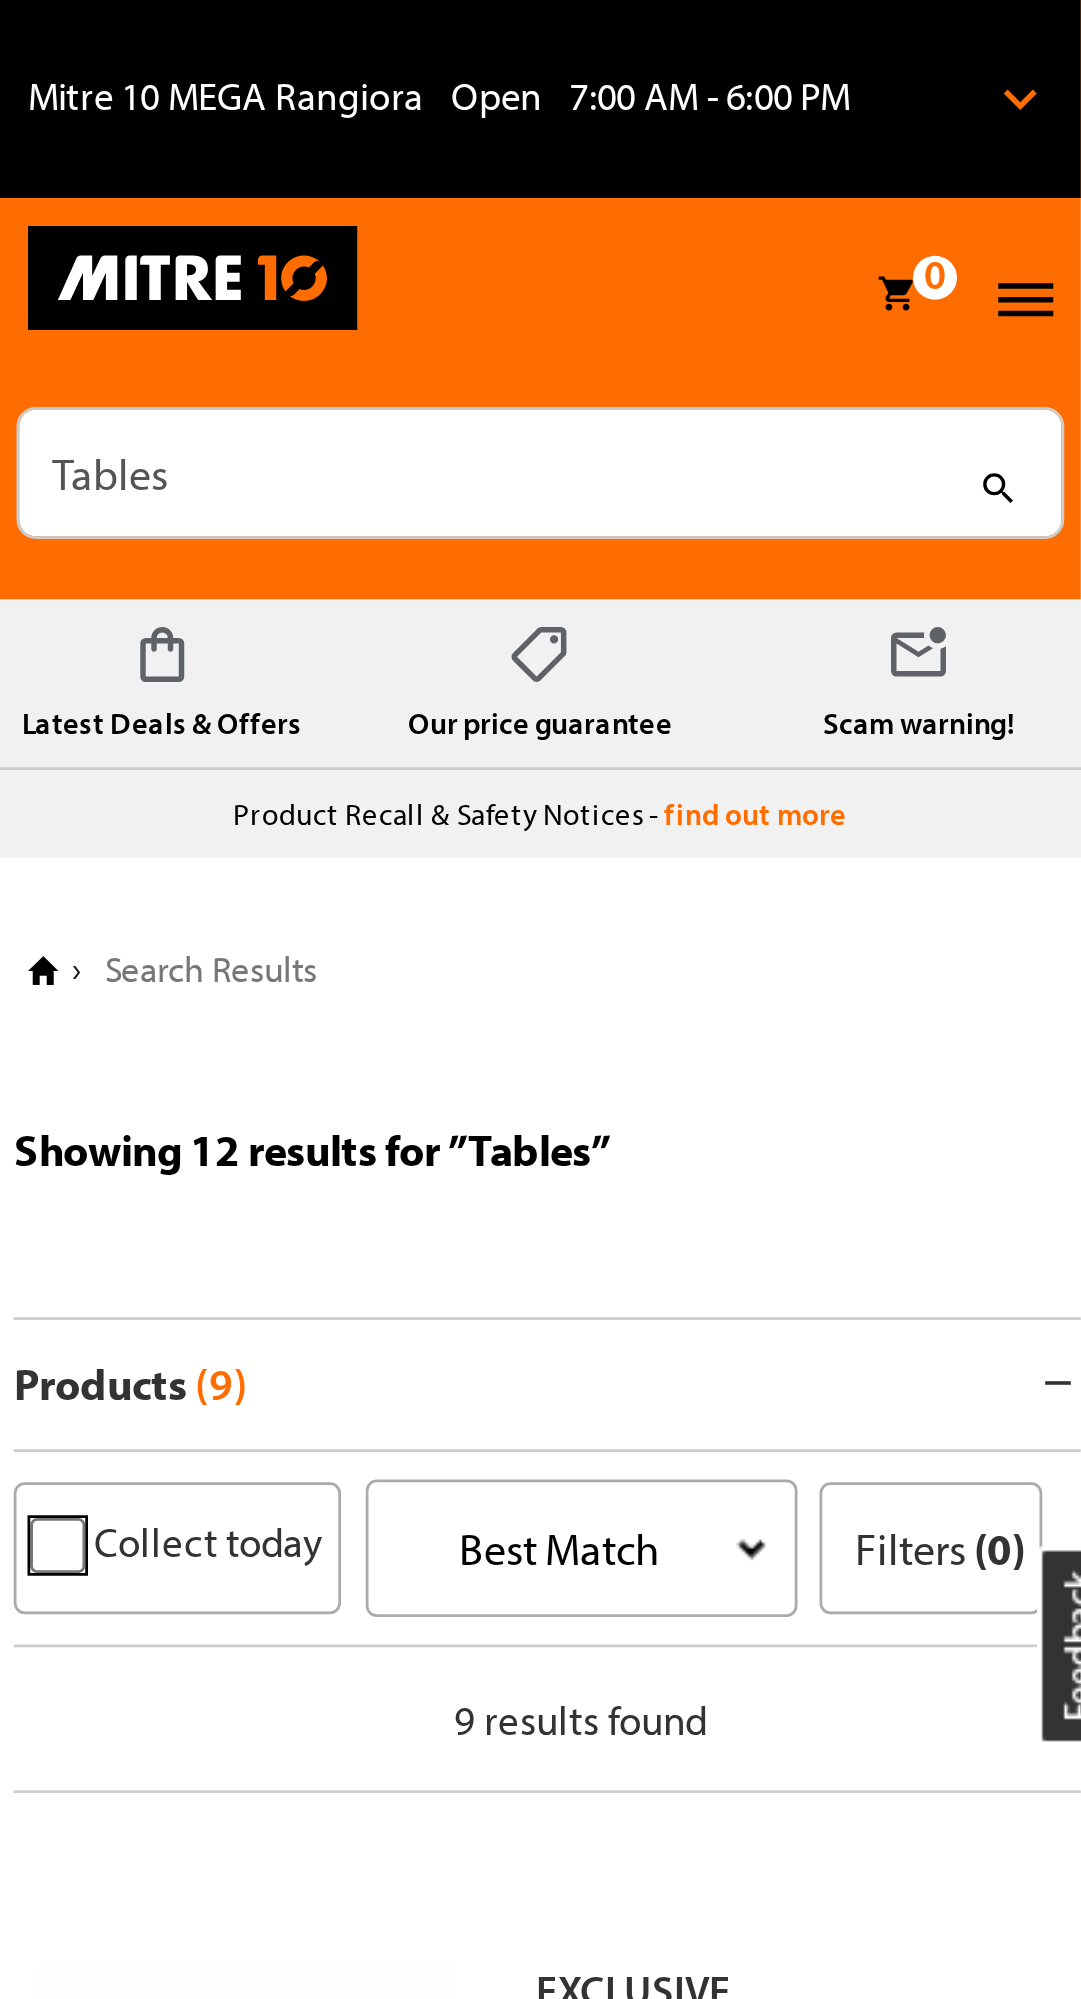 Mitre 10 MEGA Rangiora Open 7:00 AM - 6:00 PM
MITRE 10
0
Tables
Latest Deals & Offers
Our price guarantee
Scam warning!
Product Recall & Safety Notices - find out more
› Search Results
Showing 12 results for ”Tables”
Products (9)
Collect today
Best Match
Filters (0)
Feedback
9 results found
EXCLUSIVE